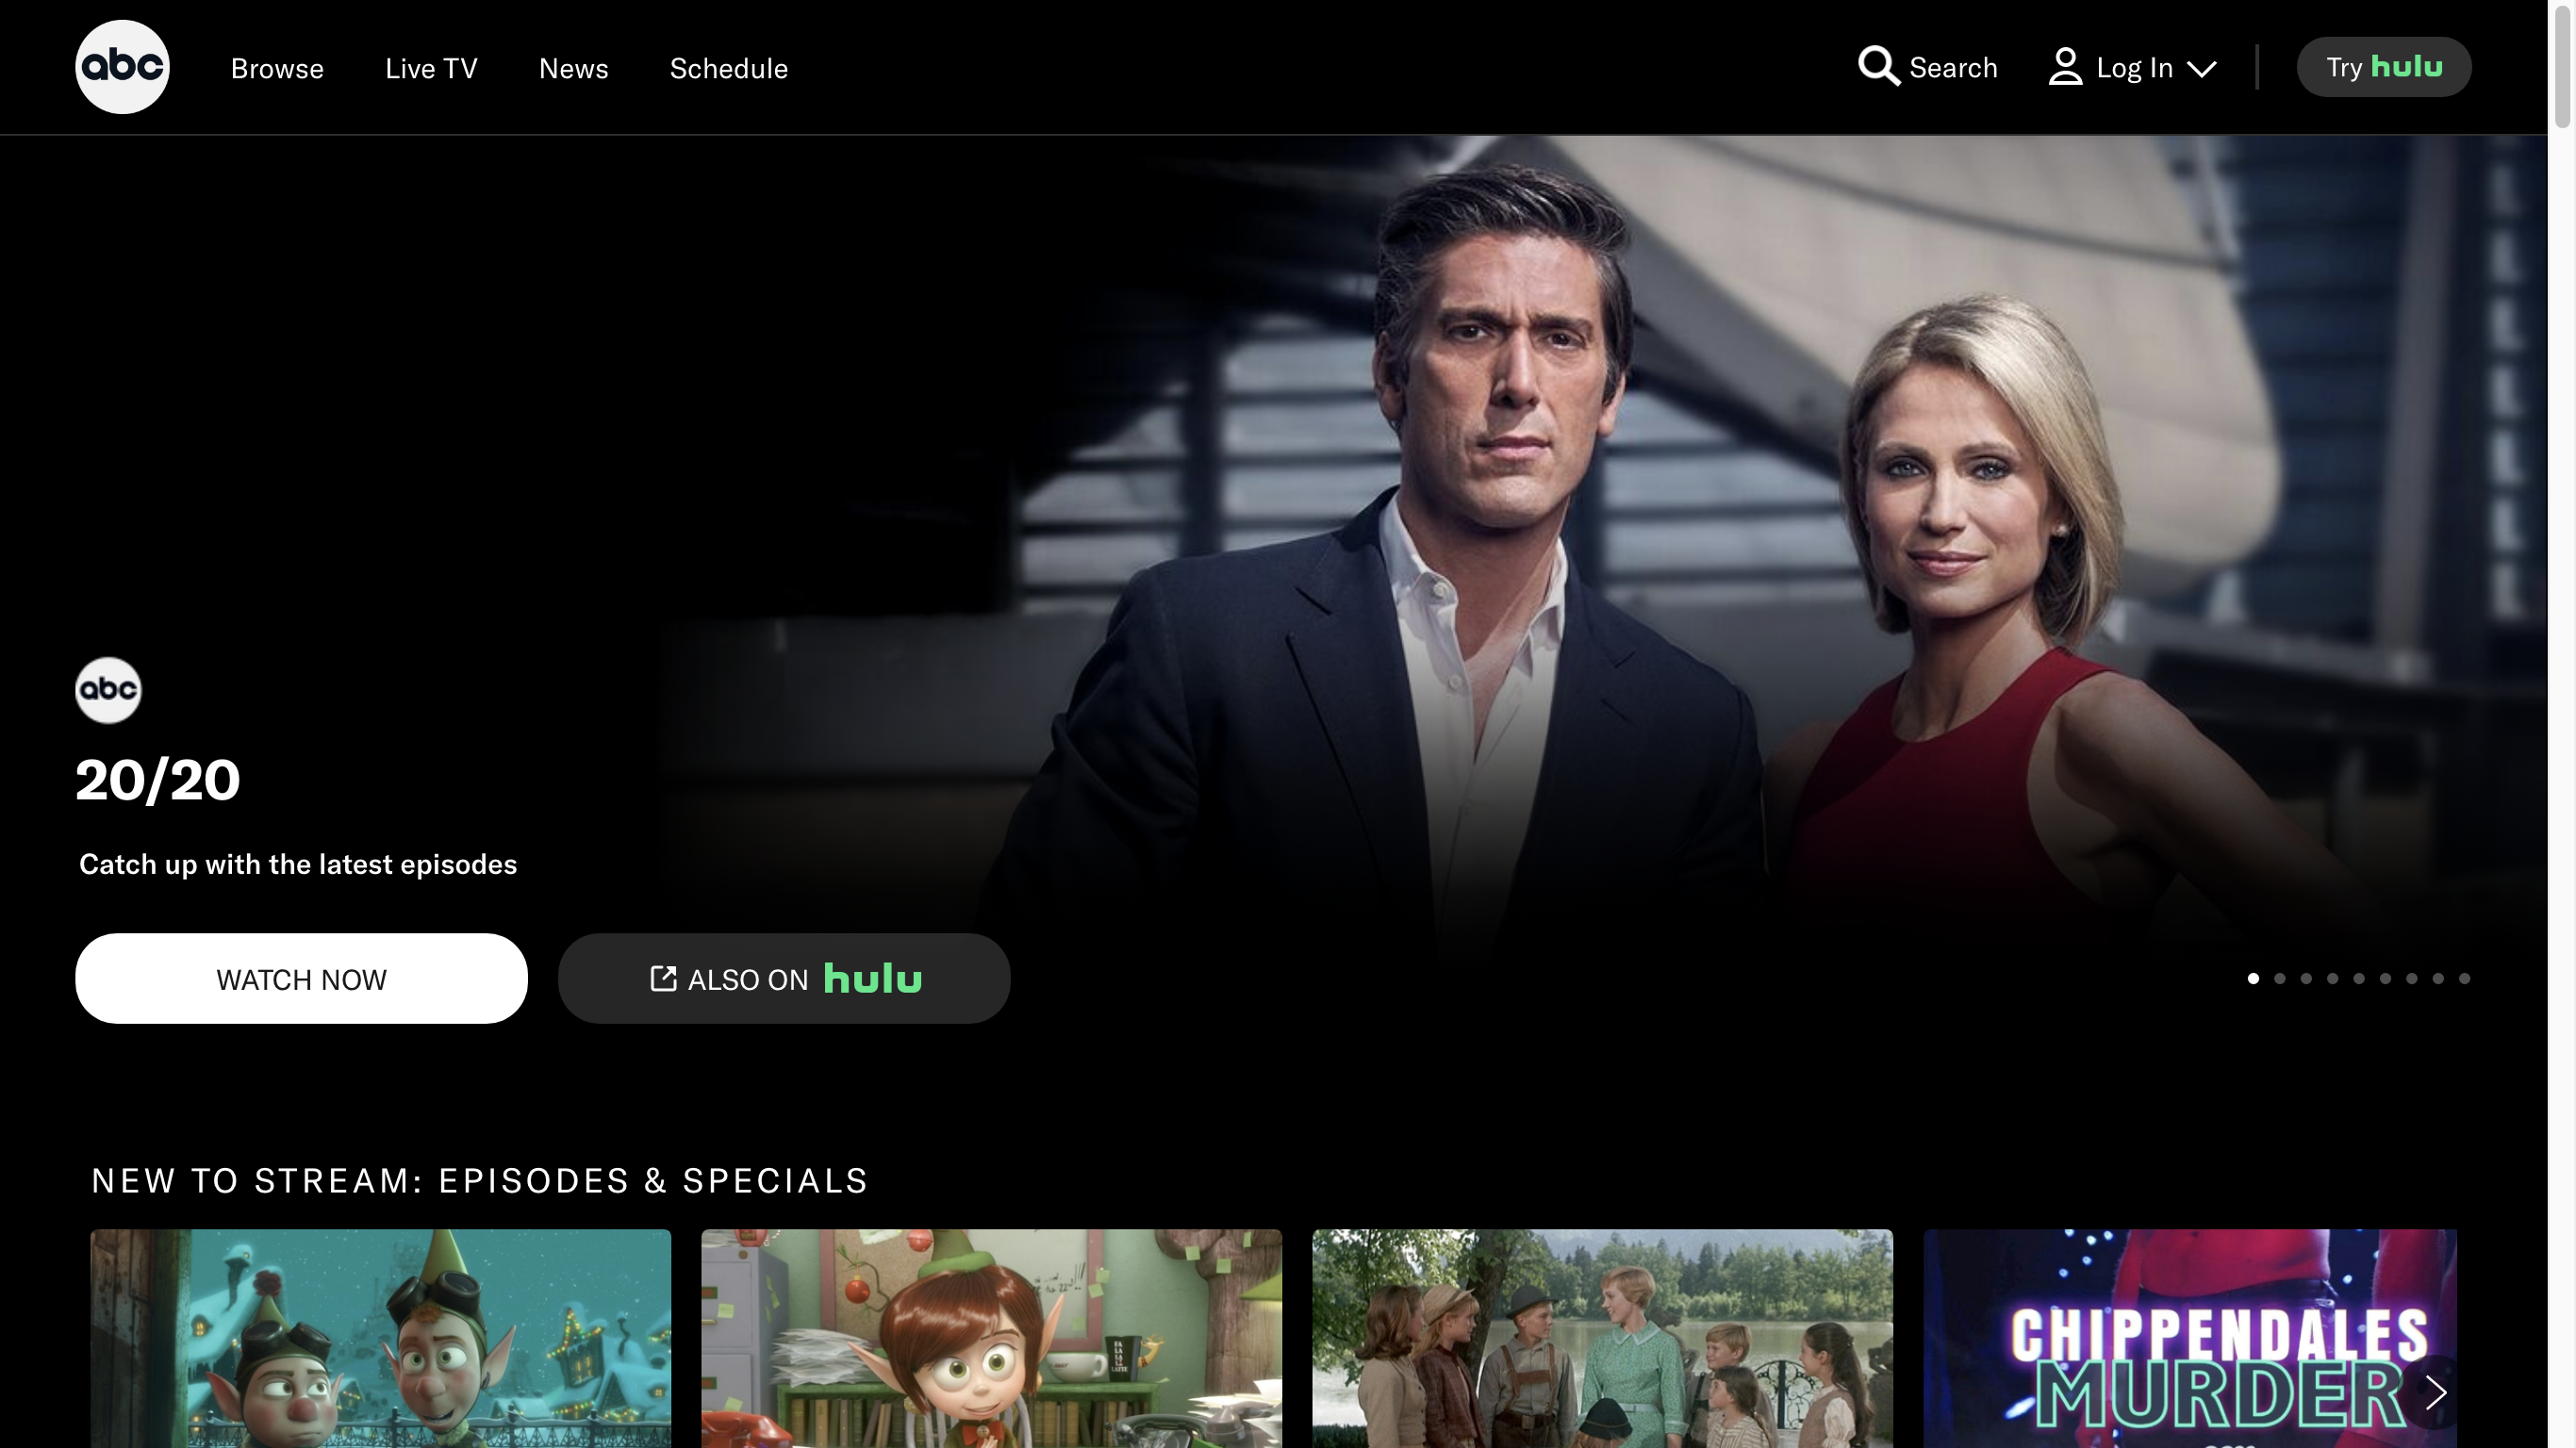 abc Browse Live TV News Schedule Search Log In Try hulu
abc
20/20
Catch up with the latest episodes
WATCH NOW ALSO ON hulu
NEW TO STREAM: EPISODES & SPECIALS
CHIPPENDALES
MURDER